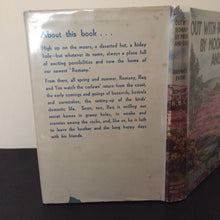 About this book . . .
High up on the moors, a deserted hut, a hidey
hole—but whatever its name, always a place full
of exciting possibilities and now the home of
our newest "Romany."
From there, all spring and summer, Romany, Raq
and Tim watch the curlews' return from the coast,
the early comings and goings of buzzards, kestrels
and cormorants, the setting-up of the birds'
domestic life. Soon, too, Raq is sniffing out
secret homes in grassy holes, in nooks and
crannies among the rocks, and, like us, he is loth
to leave the heather and the long happy days
with his friends.
OUT WITH R
BY MOOR
AND